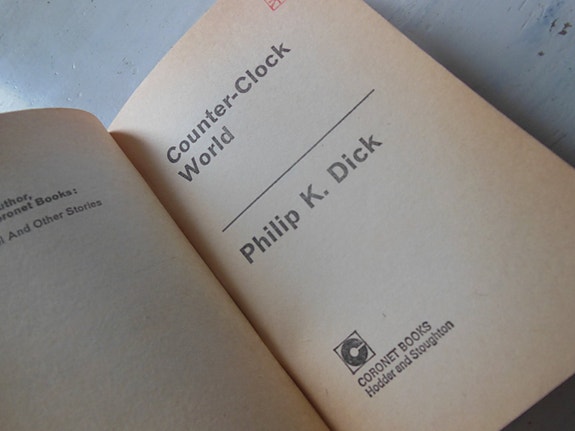 uthor,
oronet Books:
l And Other Stories
Counter-Clock
World
Philip K. Dick
CORONET BOOKS
Hodder and Stoughton